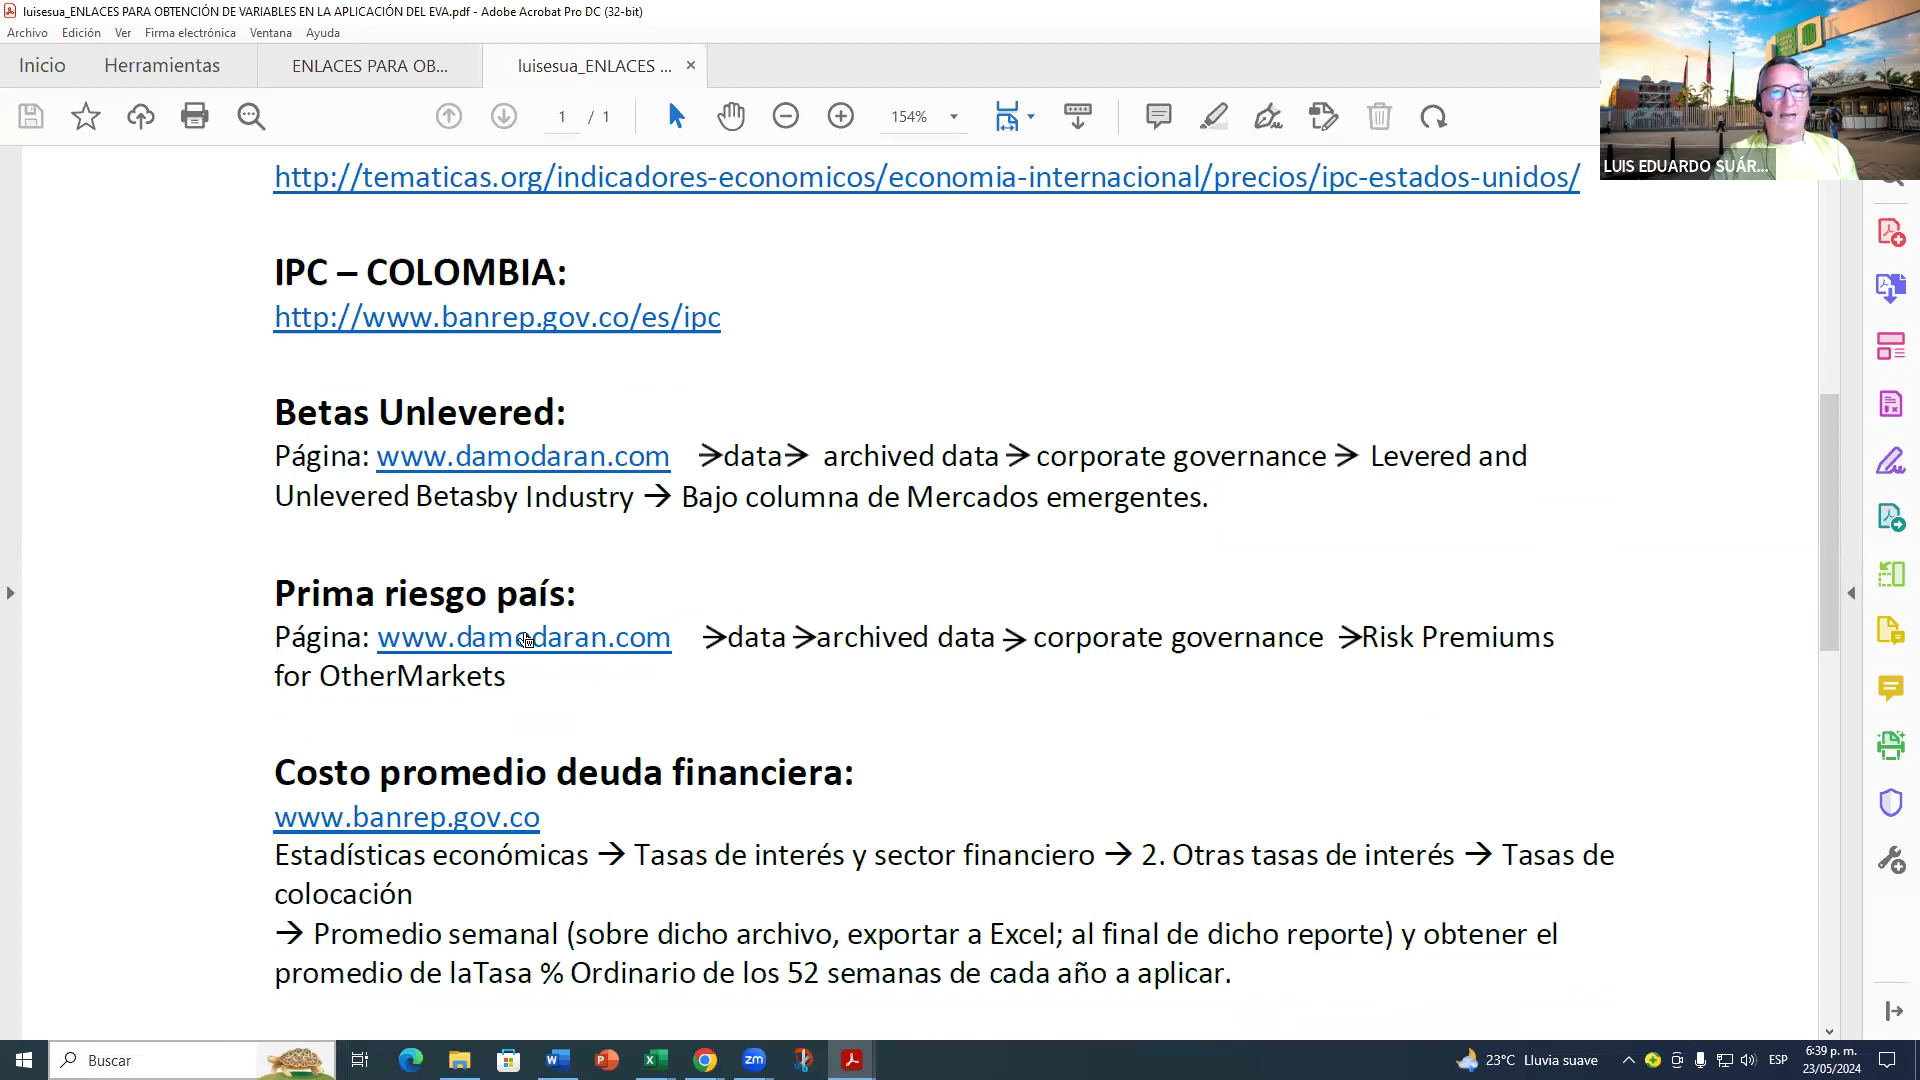 luisesua_ENLACES PARA OBTENCIÓN DE VARIABLES EN LA APLICACIÓN DEL EVA.pdf - Adobe Acrobat Pro DC (32-bit)
Archivo Edición Ver Firma electrónica Ventana Ayuda
Inicio Herramientas ENLACES PARA OB... luisesua_ENLACES ... ×
1 / 1 154%
LUIS EDUARDO SUÁR...
http://tematicas.org/indicadores-economicos/economia-internacional/precios/ipc-estados-unidos/
IPC – COLOMBIA:
http://www.banrep.gov.co/es/ipc
Betas Unlevered:
Página: www.damodaran.com →data→ archived data → corporate governance → Levered and
Unlevered Betasby Industry → Bajo columna de Mercados emergentes.
Prima riesgo país:
Página: www.damodaran.com →data →archived data → corporate governance →Risk Premiums
for OtherMarkets
Costo promedio deuda financiera:
www.banrep.gov.co
Estadísticas económicas → Tasas de interés y sector financiero → 2. Otras tasas de interés → Tasas de
colocación
→ Promedio semanal (sobre dicho archivo, exportar a Excel; al final de dicho reporte) y obtener el
promedio de laTasa % Ordinario de los 52 semanas de cada año a aplicar.
Buscar
zm
23°C Lluvia suave
ESP
6:39 p. m.
23/05/2024